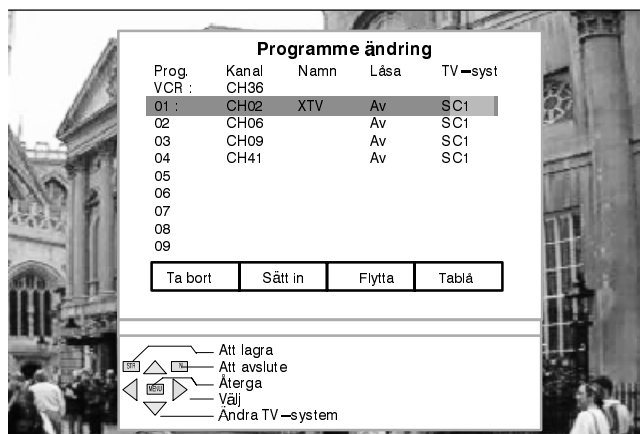 Programme ändring
Prog. Kanal Namn Låsa TV-syst
VCR : CH36
01 : CH02 XTV Av SC1
02 CH06 Av SC1
03 CH09 Av SC1
04 CH41 Av SC1
05
06
07
08
09
Ta bort Sätt in Flytta Tablå
Att lagra
STR Att avslute
MENU Återga
Välj
Ändra TV-system